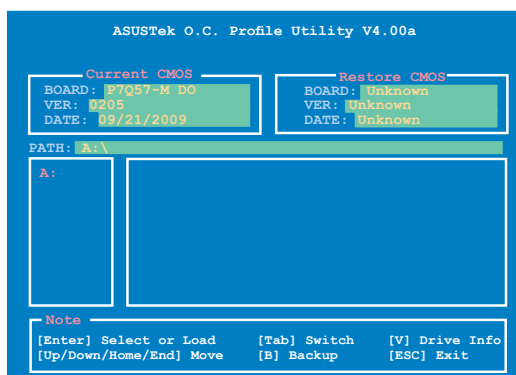 ASUSTek O.C. Profile Utility V4.00a
Current CMOS
BOARD: P7Q57-M DO
VER: 0205
DATE: 09/21/2009
Restore CMOS
BOARD: Unknown
VER: Unknown
DATE: Unknown
PATH: A:\
A:
Note
[Enter] Select or Load [Tab] Switch [V] Drive Info
[Up/Down/Home/End] Move [B] Backup [ESC] Exit